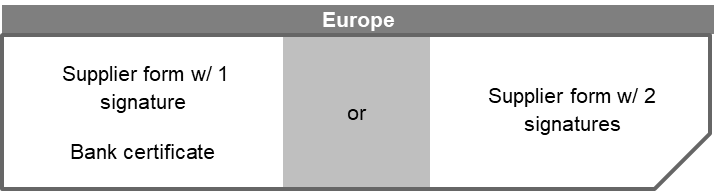 Europe
Supplier form w/ 1
signature
Bank certificate
or
Supplier form w/ 2
signatures